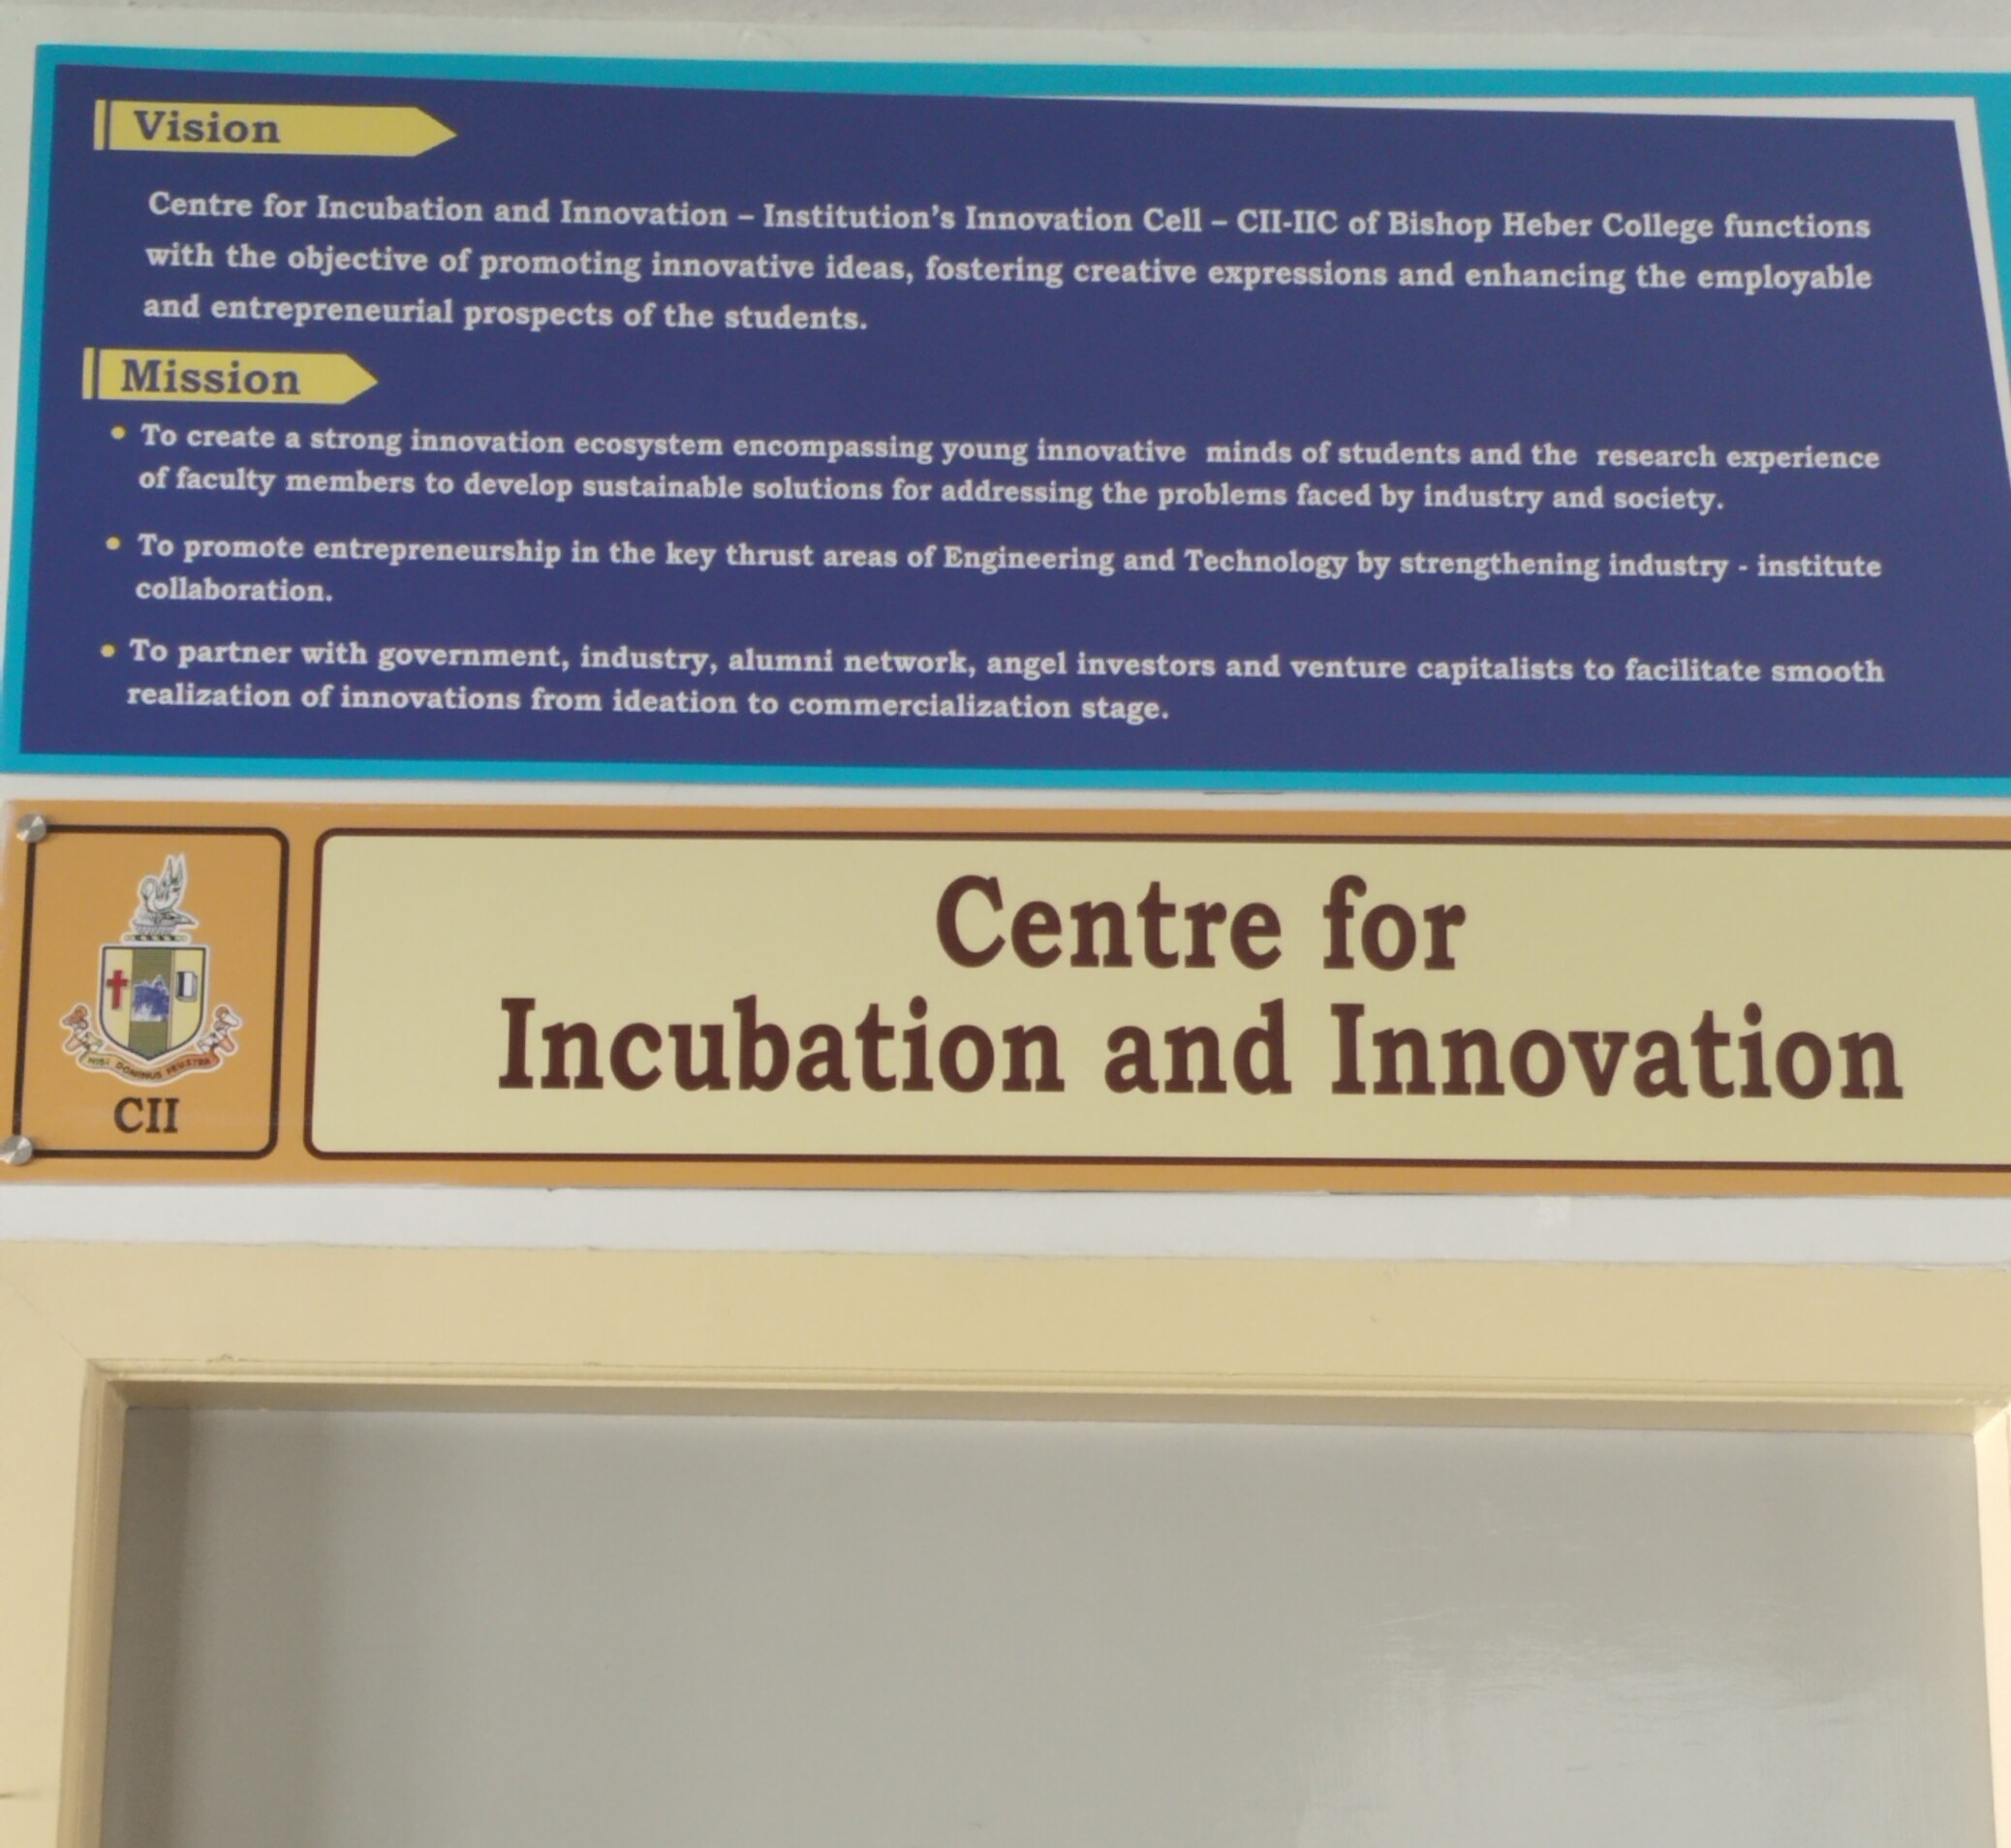 Vision
Centre for Incubation and Innovation – Institution's Innovation Cell – CII-IIC of Bishop Heber College functions
with the objective of promoting innovative ideas, fostering creative expressions and enhancing the employable
and entrepreneurial prospects of the students.
Mission
• To create a strong innovation ecosystem encompassing young innovative minds of students and the research experience
of faculty members to develop sustainable solutions for addressing the problems faced by industry and society.
• To promote entrepreneurship in the key thrust areas of Engineering and Technology by strengthening industry - institute
collaboration.
• To partner with government, industry, alumni network, angel investors and venture capitalists to facilitate smooth
realization of innovations from ideation to commercialization stage.
NISI DOMINUS FRUSTRA
CII
Centre for
Incubation and Innovation